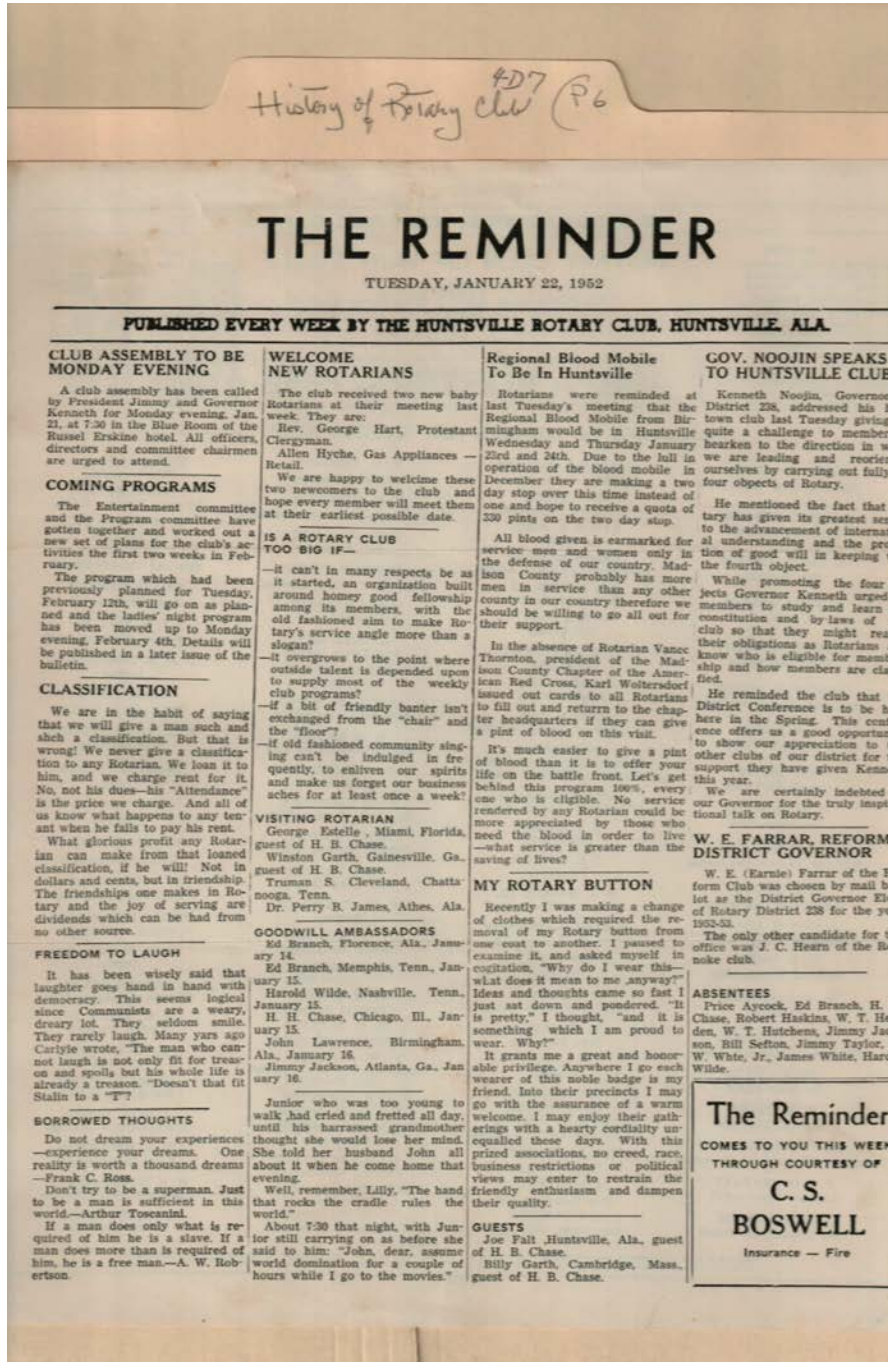 4D7
History of Rotary Club (P6
THE REMINDER
TUESDAY, JANUARY 22, 1952
PUBLISHED EVERY WEEK BY THE HUNTSVILLE ROTARY CLUB, HUNTSVILLE, ALA.
CLUB ASSEMBLY TO BE
MONDAY EVENING
A club assembly has been called
by President Jimmy and Governor
Kenneth for Monday evening, Jan.
21, at 7:30 in the Blue Room of the
Russel Erskine hotel. All officers,
directors and committee chairmen
are urged to attend.
COMING PROGRAMS
The Entertainment committee
and the Program committee have
gotten together and worked out a
new set of plans for the club's ac-
tivities the first two weeks in Feb-
ruary.
The program which had been
previously planned for Tuesday,
February 12th, will go on as plan-
ned and the ladies' night program
has been moved up to Monday
evening, February 4th, Details will
be published in a later issue of the
bulletin.
CLASSIFICATION
We are in the habit of saying
that we will give a man such and
shch a classification. But that is
wrong! We never give a classifica-
tion to any Rotarian. We loan it to
him, and we charge rent for it.
No, not his dues—his "Attendance"
is the price we charge. And all of
us know what happens to any ten-
ant when he fails to pay his rent.
What glorious profit any Rotar-
ian can make from that loaned
classification, if he will! Not in
dollars and cents, but in friendship.
The friendships one makes in Ro-
tary and the joy of serving are
dividends which can be had from
no other source.
FREEDOM TO LAUGH
It has been wisely said that
laughter goes hand in hand with
democracy. This seems logical
since Communists are a weary,
dreary lot. They seldom smile.
They rarely laugh. Many yars ago
Carlyle wrote, "The man who can-
not laugh is not only fit for treas-
on and spoils but his whole life is
already a treason. "Doesn't that fit
Stalin to a "T"?
BORROWED THOUGHTS
Do not dream your experiences
—experience your dreams. One
reality is worth a thousand dreams
—Frank C. Ross.
Don't try to be a superman. Just
to be a man is sufficient in this
world.—Arthur Toscanini.
If a man does only what is re-
quired of him he is a slave. If a
man does more than is required of
him, he is a free man.—A. W. Rob-
ertson.
WELCOME
NEW ROTARIANS
The club received two new baby
Rotarians at their meeting last
week. They are:
Rev. George Hart, Protestant
Clergyman.
Allen Hyche, Gas Appliances —
Retail.
We are happy to welcime these
two newcomers to the club and
hope every member will meet them
at their earliest possible date.
IS A ROTARY CLUB
TOO BIG IF—
—it can't in many respects be as
it started, an organization built
around homey good fellowship
among its members, with the
old fashioned aim to make Ro-
tary's service angle more than a
slogan?
—it overgrows to the point where
outside talent is depended upon
to supply most of the weekly
club programs?
—if a bit of friendly banter isn't
exchanged from the "chair" and
the "floor"?
—if old fashioned community sing-
ing can't be indulged in fre
quently, to enliven our spirits
and make us forget our business
aches for at least once a week?
VISITING ROTARIAN
George Estelle , Miami, Florida,
guest of H. B. Chase.
Winston Garth, Gainesville, Ga.,
guest of H. B. Chase.
Truman S. Cleveland, Chatta
nooga, Tenn.
Dr. Perry B. James, Athes, Ala.
GOODWILL AMBASSADORS
Ed Branch, Florence, Ala., Janu-
ary 14.
Ed Branch, Memphis, Tenn., Jan-
uary 15.
Harold Wilde, Nashville, Tenn.,
January 15.
H. H. Chase, Chicago, Ill., Jan-
uary 15.
John Lawrence, Birmingham,
Ala., January 16.
Jimmy Jackson, Atlanta, Ga., Jan
uary 16.
Junior who was too young to
walk ,had cried and fretted all day,
until his harrassed grandmother
thought she would lose her mind.
She told her husband John all
about it when he come home that
evening.
Well, remember, Lilly, "The hand
that rocks the cradle rules the
world."
About 7:30 that night, with Jun-
ior still carrying on as before she
said to him: "John, dear, assume
world domination for a couple of
hours while I go to the movies."
Regional Blood Mobile
To Be In Huntsville
Rotarians were reminded at
last Tuesday's meeting that the
Regional Blood Mobile from Bir-
mingham would be in Huntsville
Wednesday and Thursday January
23rd and 24th. Due to the lull in
operation of the blood mobile in
December they are making a two
day stop over this time instead of
one and hope to receive a quota of
330 pints on the two day stop.
All blood given is earmarked for
service men and women only in
the defense of our country. Mad-
ison County probably has more
men in service than any other
county in our country therefore we
should be willing to go all out for
their support.
In the absence of Rotarian Vance
Thornton, president of the Mad-
ison County Chapter of the Amer-
ican Red Cross, Karl Woltersdorf
issued out cards to all Rotarians
to fill out and returrn to the chap-
ter headquarters if they can give
a pint of blood on this visit.
It's much easier to give a pint
of blood than it is to offer your
life on the battle front. Let's get
behind this program 100%, every
one who is cligible. No service
rendered by any Rotarian could be
more appreciated by those who
need the blood in order to live
—what service is greater than the
saving of lives?
MY ROTARY BUTTON
Recently I was making a change
of clothes which required the re-
moval of my Rotary button from
one coat to another. I paused to
examine it, and asked myself in
cogitation, "Why do I wear this—
what does it mean to me ,anyway?"
Ideas and thoughts came so fast I
just sat down and pondered. "It
is pretty," I thought, "and it is
something which I am proud to
wear. Why?"
It grants me a great and honor-
able privilege. Anywhere I go each
wearer of this noble badge is my
friend. Into their precincts I may
go with the assurance of a warm
welcome. I may enjoy their gath-
erings with a hearty cordiality un-
equalled these days. With this
prized associations, no creed, race,
business restrictions or political
views may enter to restrain the
friendly enthusiasm and dampen
their quality.
GUESTS
Joe Falt ,Huntsville, Ala., guest
of H. B. Chase.
Billy Garth, Cambridge, Mass.,
guest of H. B. Chase.
GOV. NOOJIN SPEAKS
TO HUNTSVILLE CLUB
Kenneth Noojin, Governor
District 238, addressed his
town club last Tuesday giving
quite a challenge to member
hearken to the direction in w
we are leading and reorie
ourselves by carrying out fully
four objects of Rotary.
He mentioned the fact that
tary has given its greatest ser
to the advancement of internat
al understanding and the pro
tion of good will in keeping
the fourth object.
While promoting the four
jects Governor Kenneth urged
members to study and learn
constitution and by-laws of
club so that they might rea
their obligations as Rotarians
know who is eligible for memb
ship and how members are cla
fied.
He reminded the club that
District Conference is to be h
here in the Spring. This conf
ence offers us a good opportun
to show our appreciation to
other clubs of our district for
support they have given Kenne
this year.
We are certainly indebted
our Governor for the truly inspi
tional talk on Rotary.
W. E. FARRAR, REFORM
DISTRICT GOVERNOR
W. E. (Earnie) Farrar of the R
form Club was chosen by mail b
lot as the District Governor Ele
of Rotary District 238 for the ye
1952-53.
The only other candidate for t
office was J. C. Hearn of the Ro
noke club.
ABSENTEES
Price Aycock, Ed Branch, H.
Chase, Robert Haskins, W. T. He
den, W. T. Hutchens, Jimmy Jac
son, Bill Sefton, Jimmy Taylor,
W. Whte, Jr., James White, Haro
Wilde.
The Reminder
COMES TO YOU THIS WEEK
THROUGH COURTESY OF
C. S.
BOSWELL
Insurance — Fire